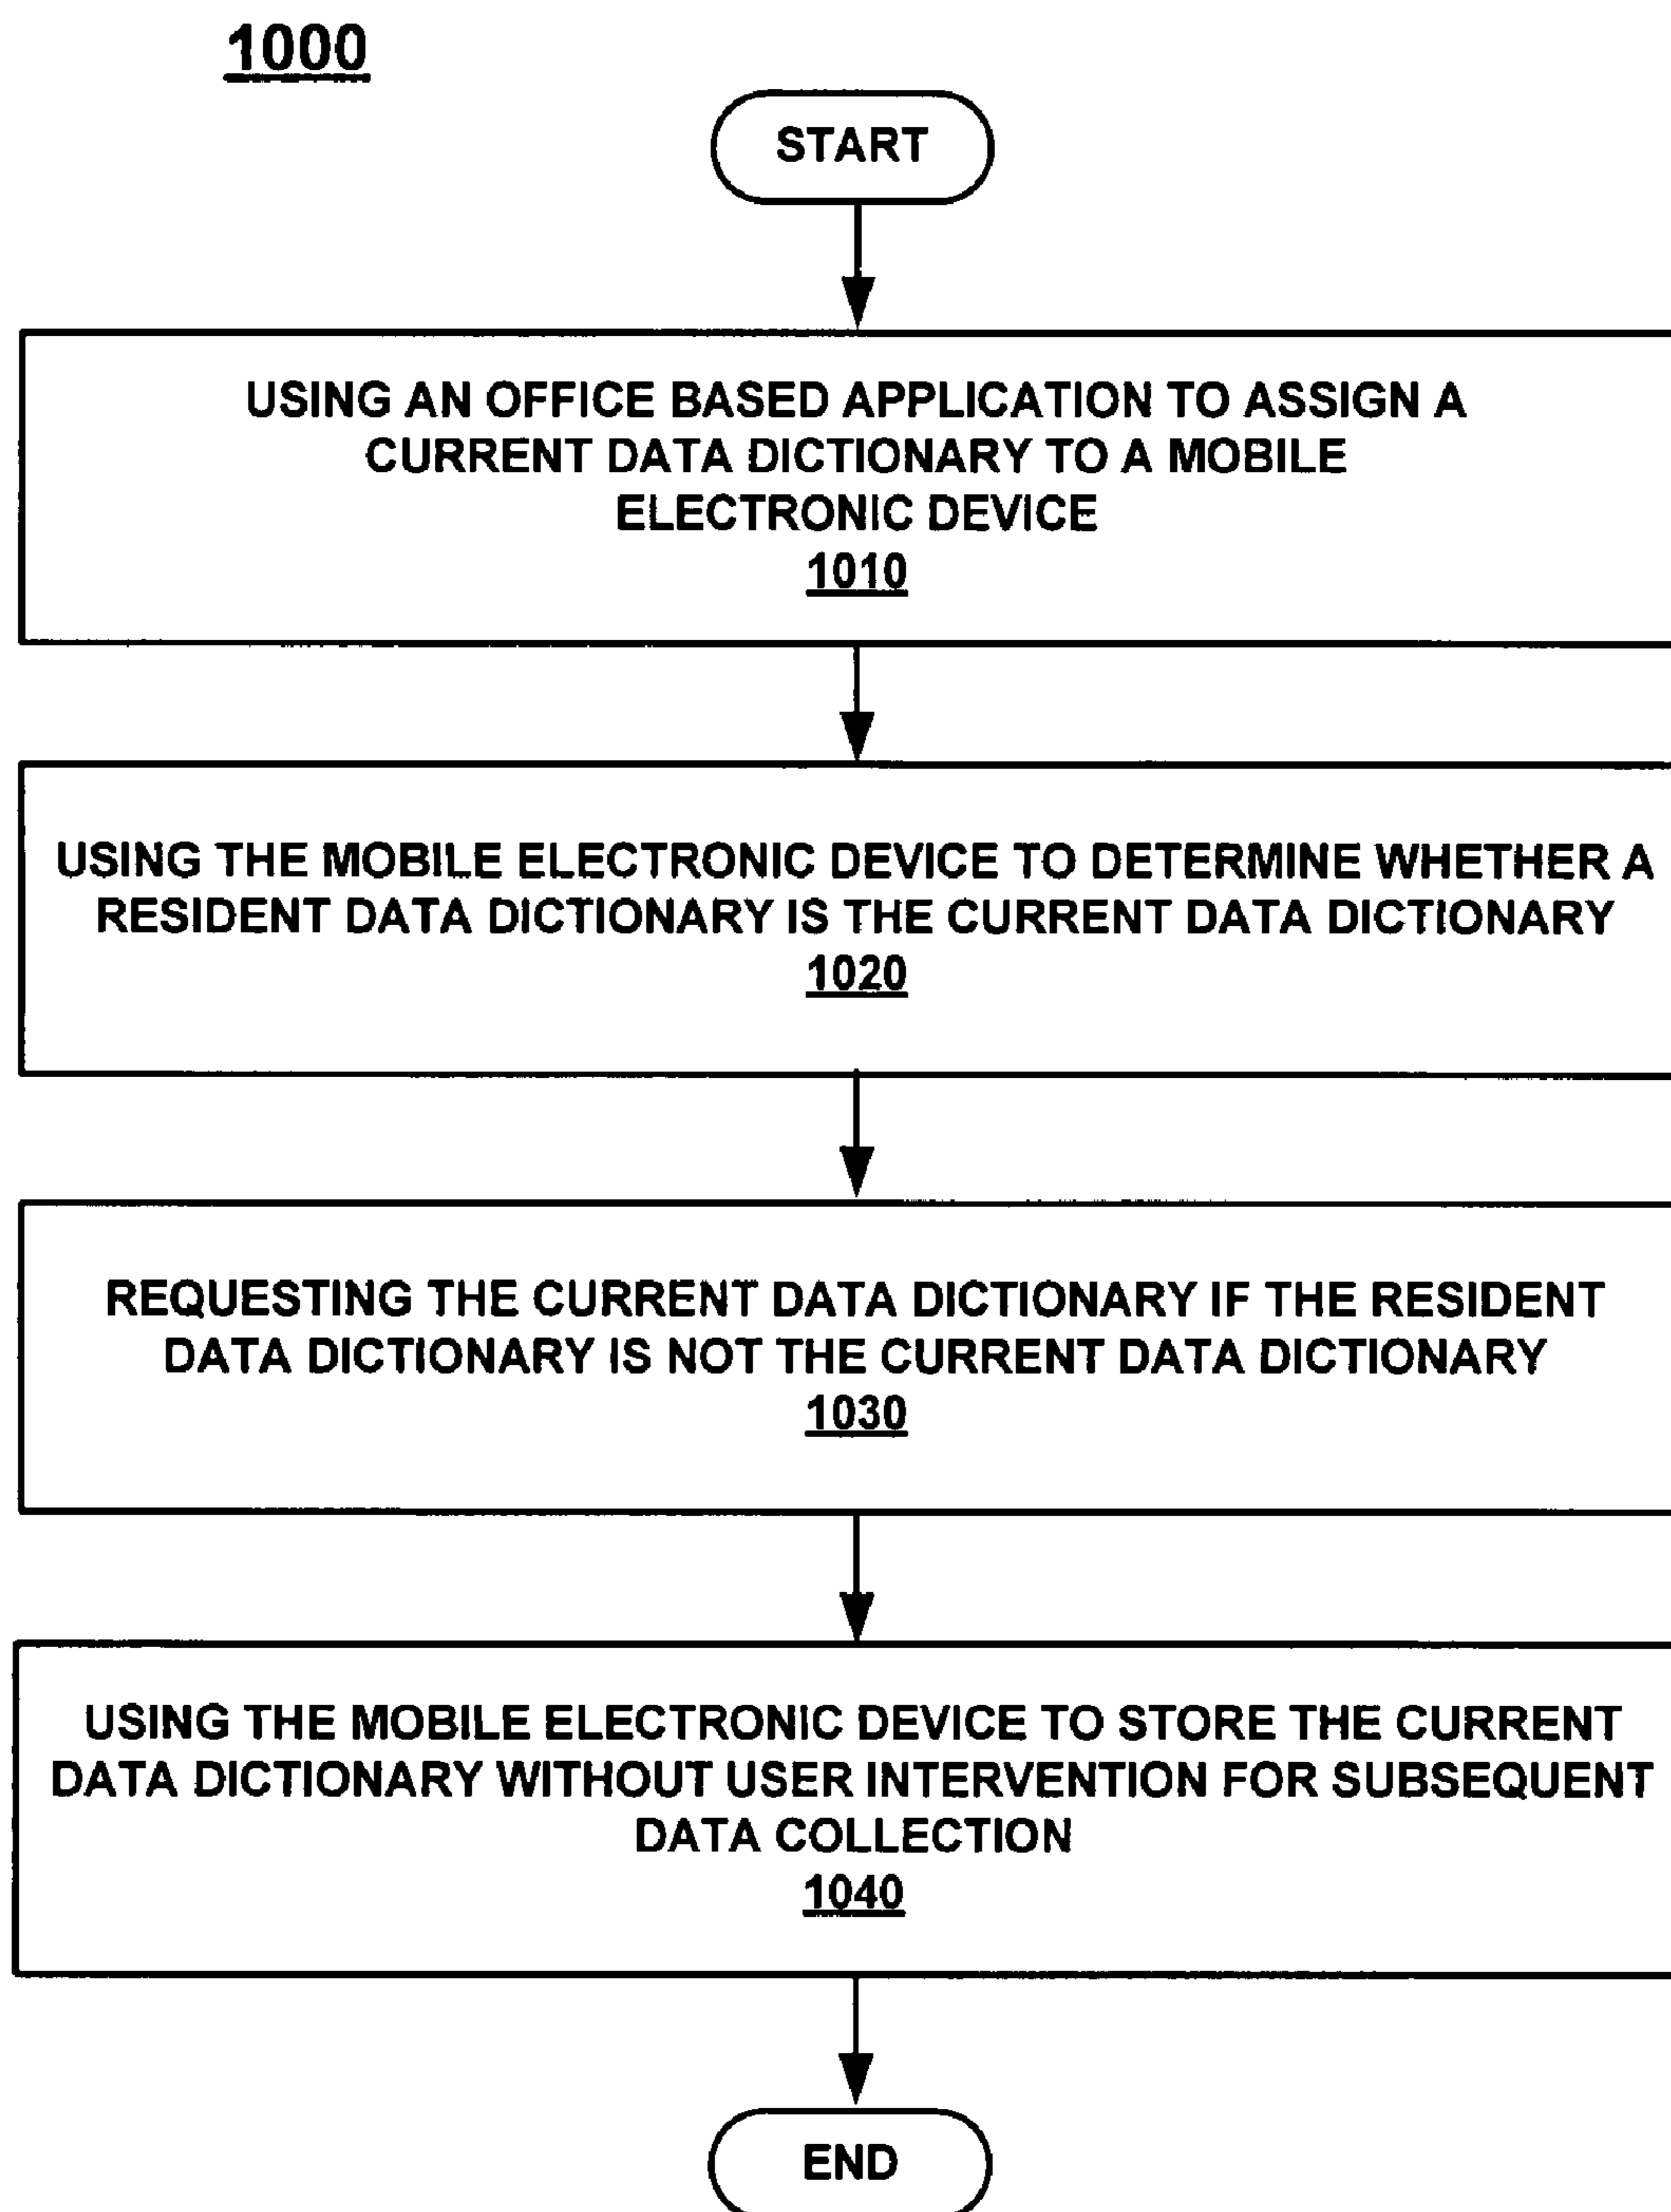 1000
START
USING AN OFFICE BASED APPLICATION TO ASSIGN A
CURRENT DATA DICTIONARY TO A MOBILE
ELECTRONIC DEVICE
1010
USING THE MOBILE ELECTRONIC DEVICE TO DETERMINE WHETHER A
RESIDENT DATA DICTIONARY IS THE CURRENT DATA DICTIONARY
1020
REQUESTING THE CURRENT DATA DICTIONARY IF THE RESIDENT
DATA DICTIONARY IS NOT THE CURRENT DATA DICTIONARY
1030
USING THE MOBILE ELECTRONIC DEVICE TO STORE THE CURRENT
DATA DICTIONARY WITHOUT USER INTERVENTION FOR SUBSEQUENT
DATA COLLECTION
1040
END